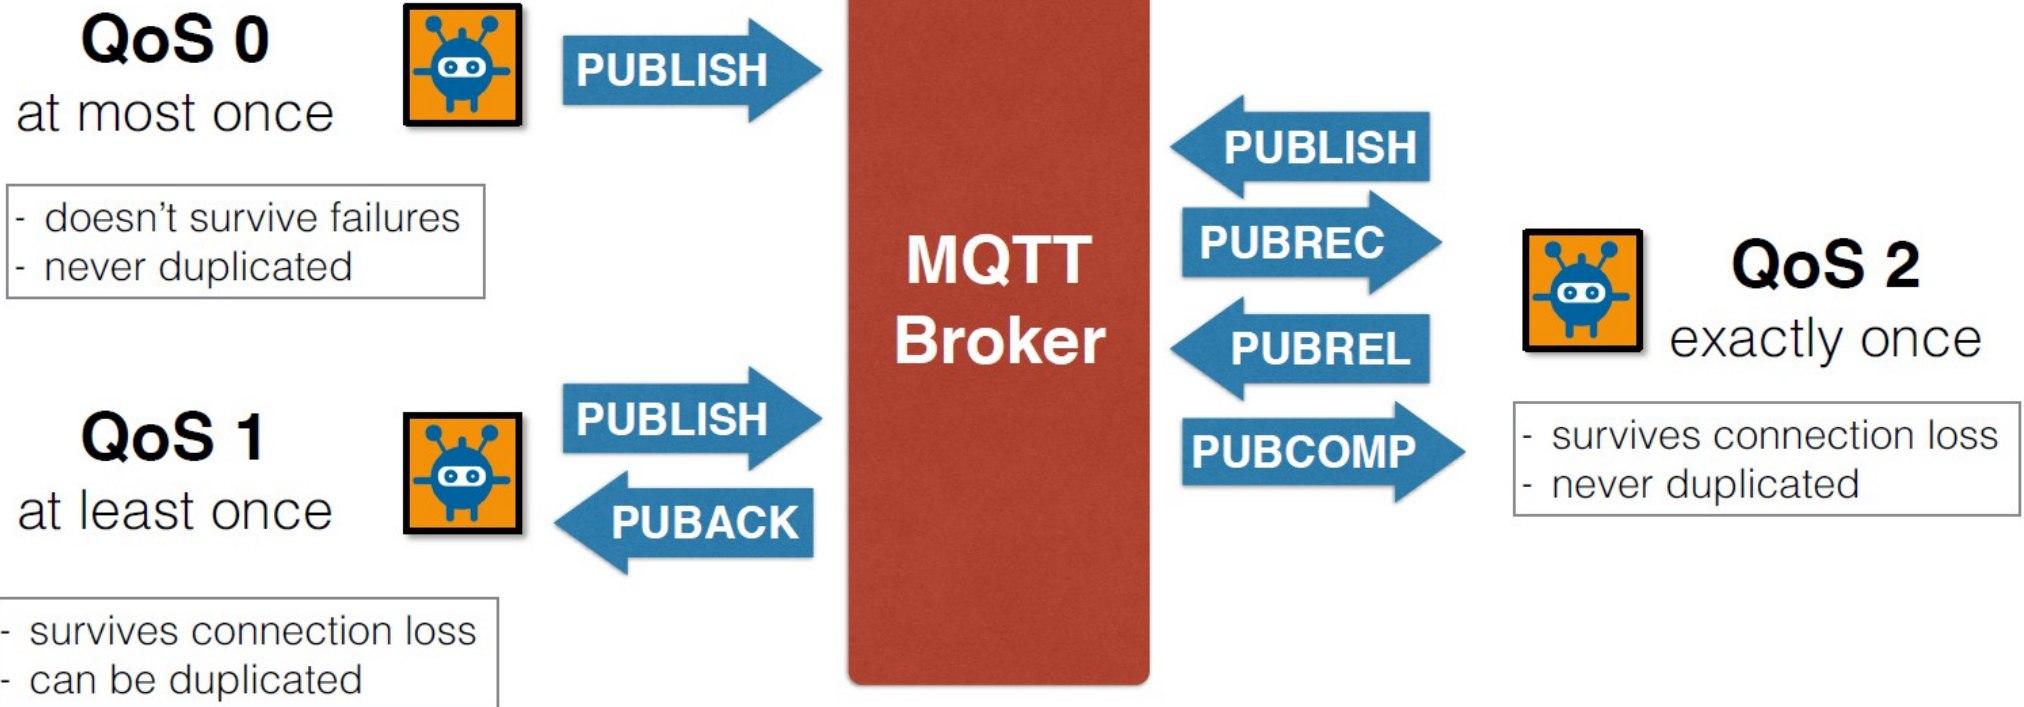 QoS 0
at most once
PUBLISH
- doesn't survive failures
- never duplicated
QoS 1
at least once
PUBLISH
PUBACK
- survives connection loss
- can be duplicated
MQTT
Broker
PUBLISH
PUBREC
PUBREL
PUBCOMP
QoS 2
exactly once
- survives connection loss
- never duplicated